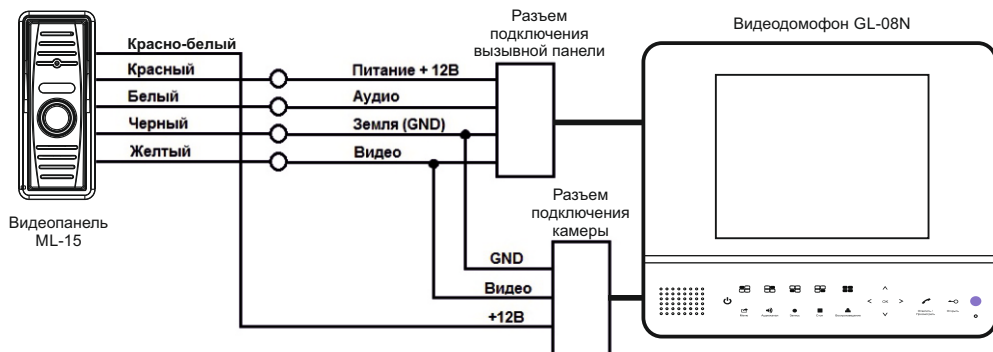 Разъем
подключения
вызывной панели
Видеодомофон GL-08N
Красно-белый
Красный
Питание + 12В
Белый
Аудио
Черный
Земля (GND)
Желтый
Видео
Видеопанель
ML-15
Разъем
подключения
камеры
GND
Видео
+12В
OK